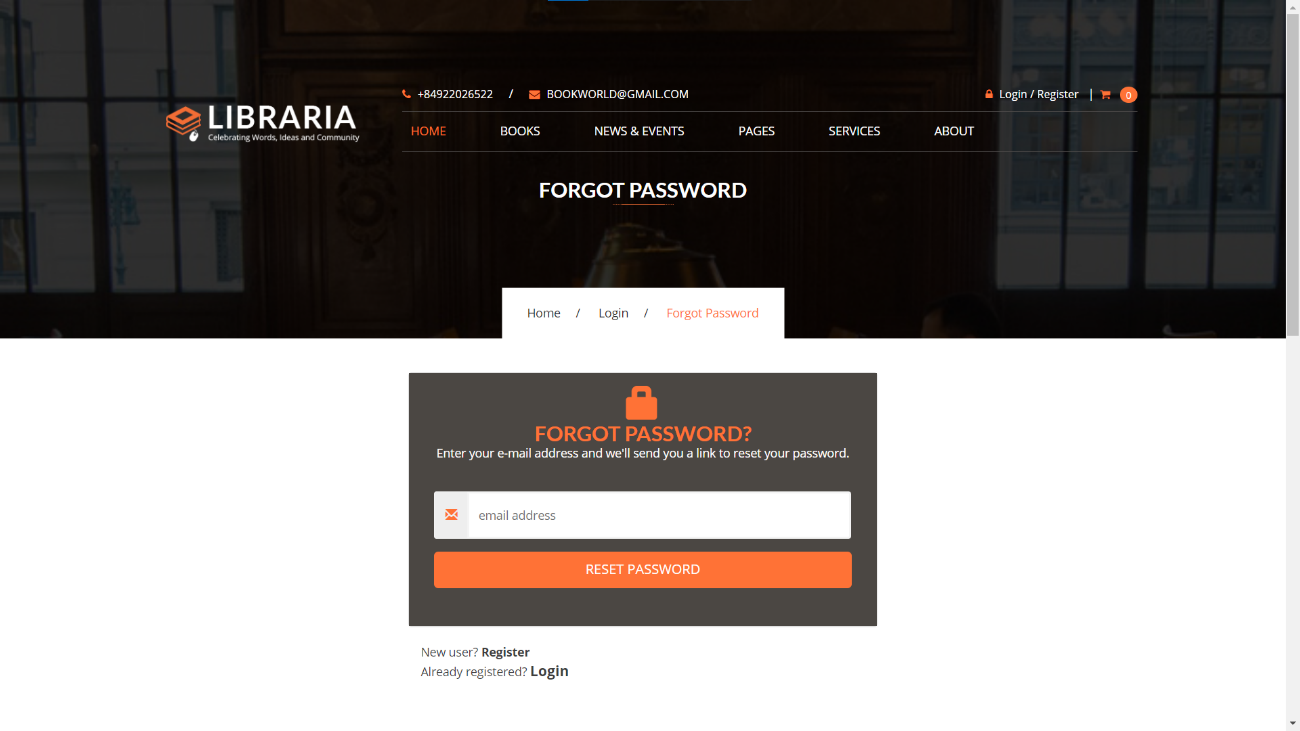 +84922026522 / BOOKWORLD@GMAIL.COM
Login / Register | 0
LIBRARIA
Celebrating Words, Ideas and Community
HOME BOOKS NEWS & EVENTS PAGES SERVICES ABOUT
FORGOT PASSWORD
Home / Login / Forgot Password
FORGOT PASSWORD?
Enter your e-mail address and we'll send you a link to reset your password.
email address
RESET PASSWORD
New user? Register
Already registered? Login